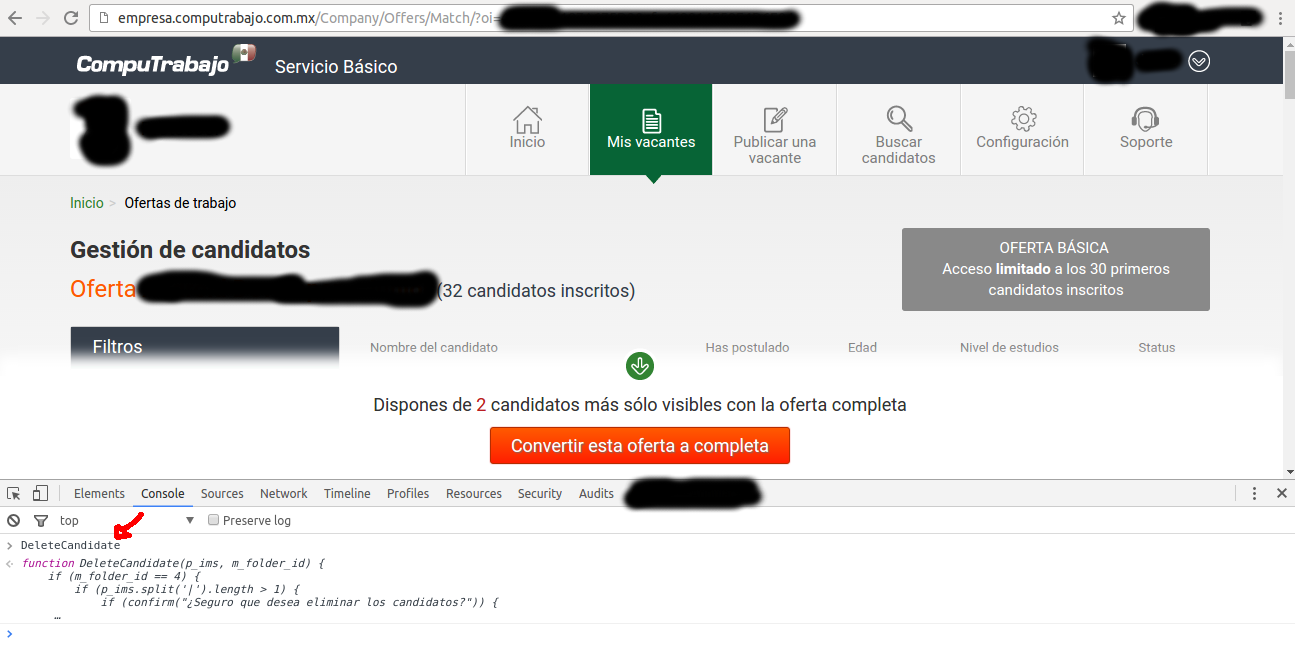 empresa.computrabajo.com.mx/Company/Offers/Match/?oi=
CompuTrabajo Servicio Básico
Inicio
Mis vacantes
Publicar una
vacante
Buscar
candidatos
Configuración
Soporte
Inicio > Ofertas de trabajo
Gestión de candidatos
Oferta (32 candidatos inscritos)
OFERTA BÁSICA
Acceso limitado a los 30 primeros
candidatos inscritos
Filtros
Nombre del candidato Has postulado Edad Nivel de estudios Status
Dispones de 2 candidatos más sólo visibles con la oferta completa
Convertir esta oferta a completa
Elements Console Sources Network Timeline Profiles Resources Security Audits
top Preserve log
> DeleteCandidate
function DeleteCandidate(p_ims, m_folder_id) {
if (m_folder_id == 4) {
if (p_ims.split('|').length > 1) {
if (confirm("¿Seguro que desea eliminar los candidatos?")) {
…
>